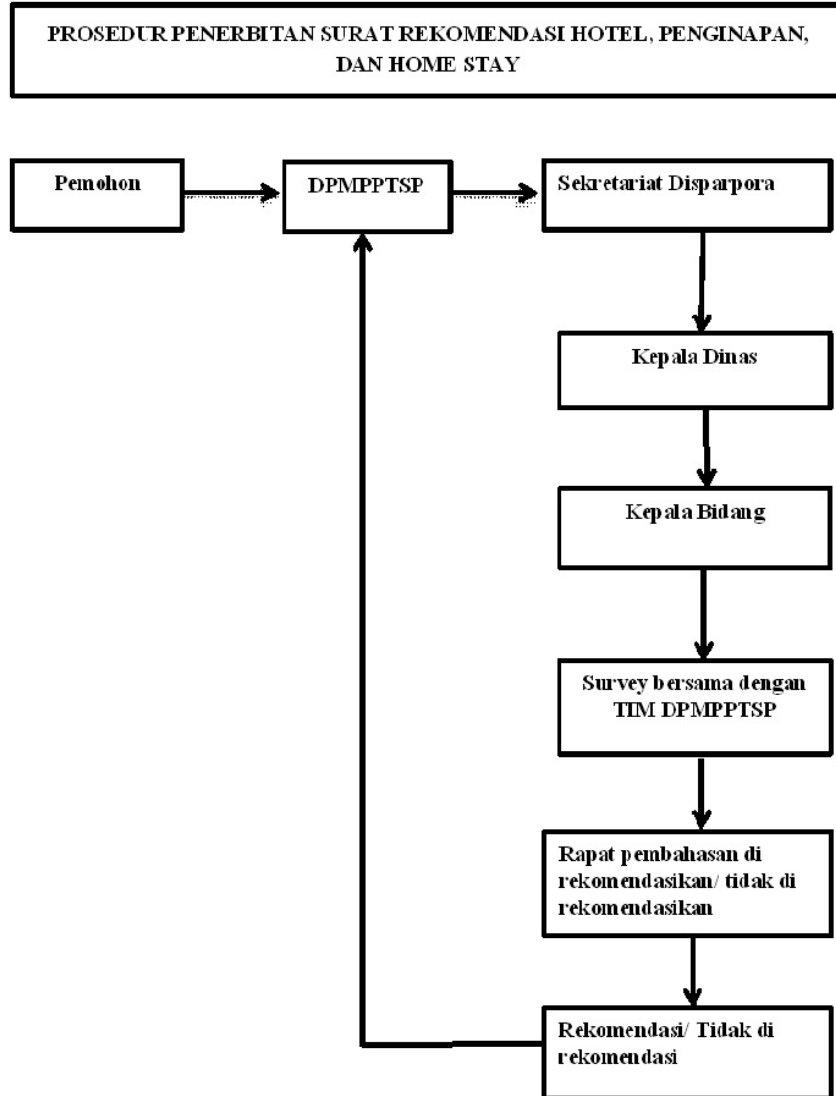 PROSEDUR PENERBITAN SURAT REKOMENDASI HOTEL, PENGINAPAN,
DAN HOME STAY
Pemohon
DPMPPTSP
Sekretariat Disparpora
Kepala Dinas
Kepala Bidang
Survey bersama dengan
TIM DPMPPTSP
Rapat pembahasan di
rekomendasikan/ tidak di
rekomendasikan
Rekomendasi/ Tidak di
rekomendasi